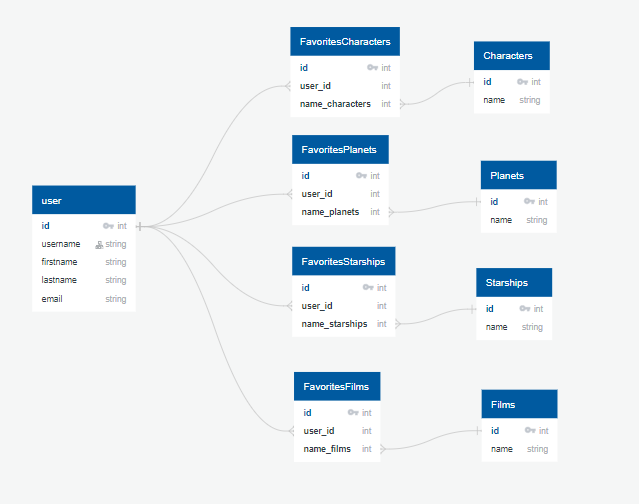 user
id int
username string
firstname string
lastname string
email string
FavoritesCharacters
id int
user_id int
name_characters int
Characters
id int
name string
FavoritesPlanets
id int
user_id int
name_planets int
Planets
id int
name string
FavoritesStarships
id int
user_id int
name_starships int
Starships
id int
name string
FavoritesFilms
id int
user_id int
name_films int
Films
id int
name string